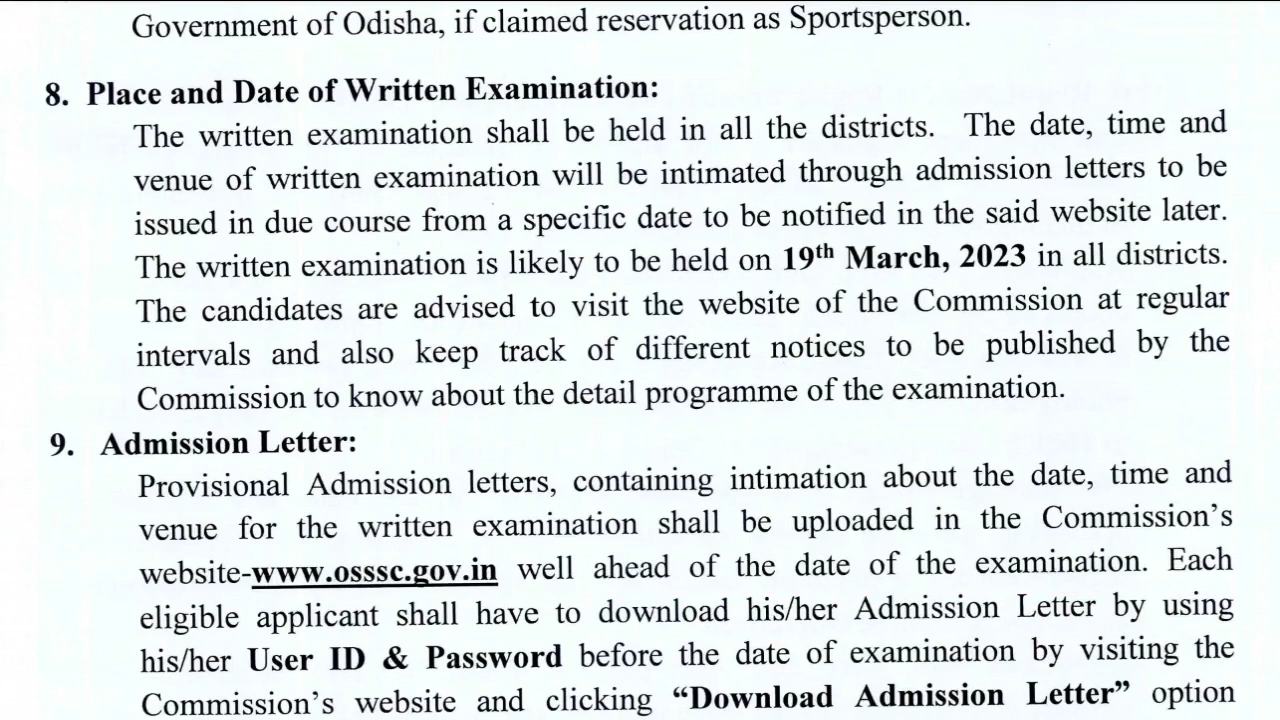 Government of Odisha, if claimed reservation as Sportsperson.
8. Place and Date of Written Examination:
The written examination shall be held in all the districts. The date, time and
venue of written examination will be intimated through admission letters to be
issued in due course from a specific date to be notified in the said website later.
The written examination is likely to be held on 19th March, 2023 in all districts.
The candidates are advised to visit the website of the Commission at regular
intervals and also keep track of different notices to be published by the
Commission to know about the detail programme of the examination.
9. Admission Letter:
Provisional Admission letters, containing intimation about the date, time and
venue for the written examination shall be uploaded in the Commission’s
website-www.osssc.gov.in well ahead of the date of the examination. Each
eligible applicant shall have to download his/her Admission Letter by using
his/her User ID & Password before the date of examination by visiting the
Commission’s website and clicking “Download Admission Letter” option